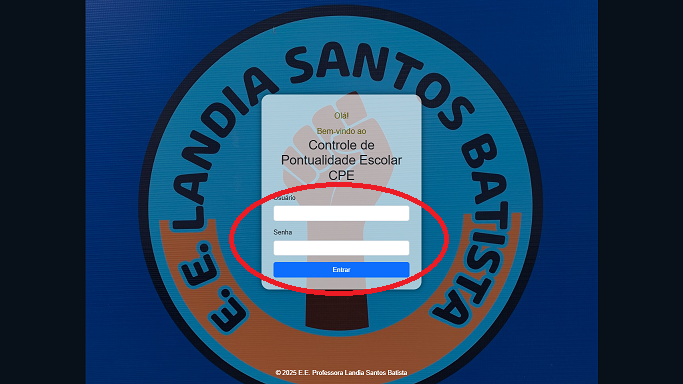 E. E. LANDIA SANTOS BATISTA
Olá!
Bem-vindo ao
Controle de
Pontualidade Escolar
CPE
Usuário
Senha
Entrar
© 2025 E.E. Professora Landia Santos Batista